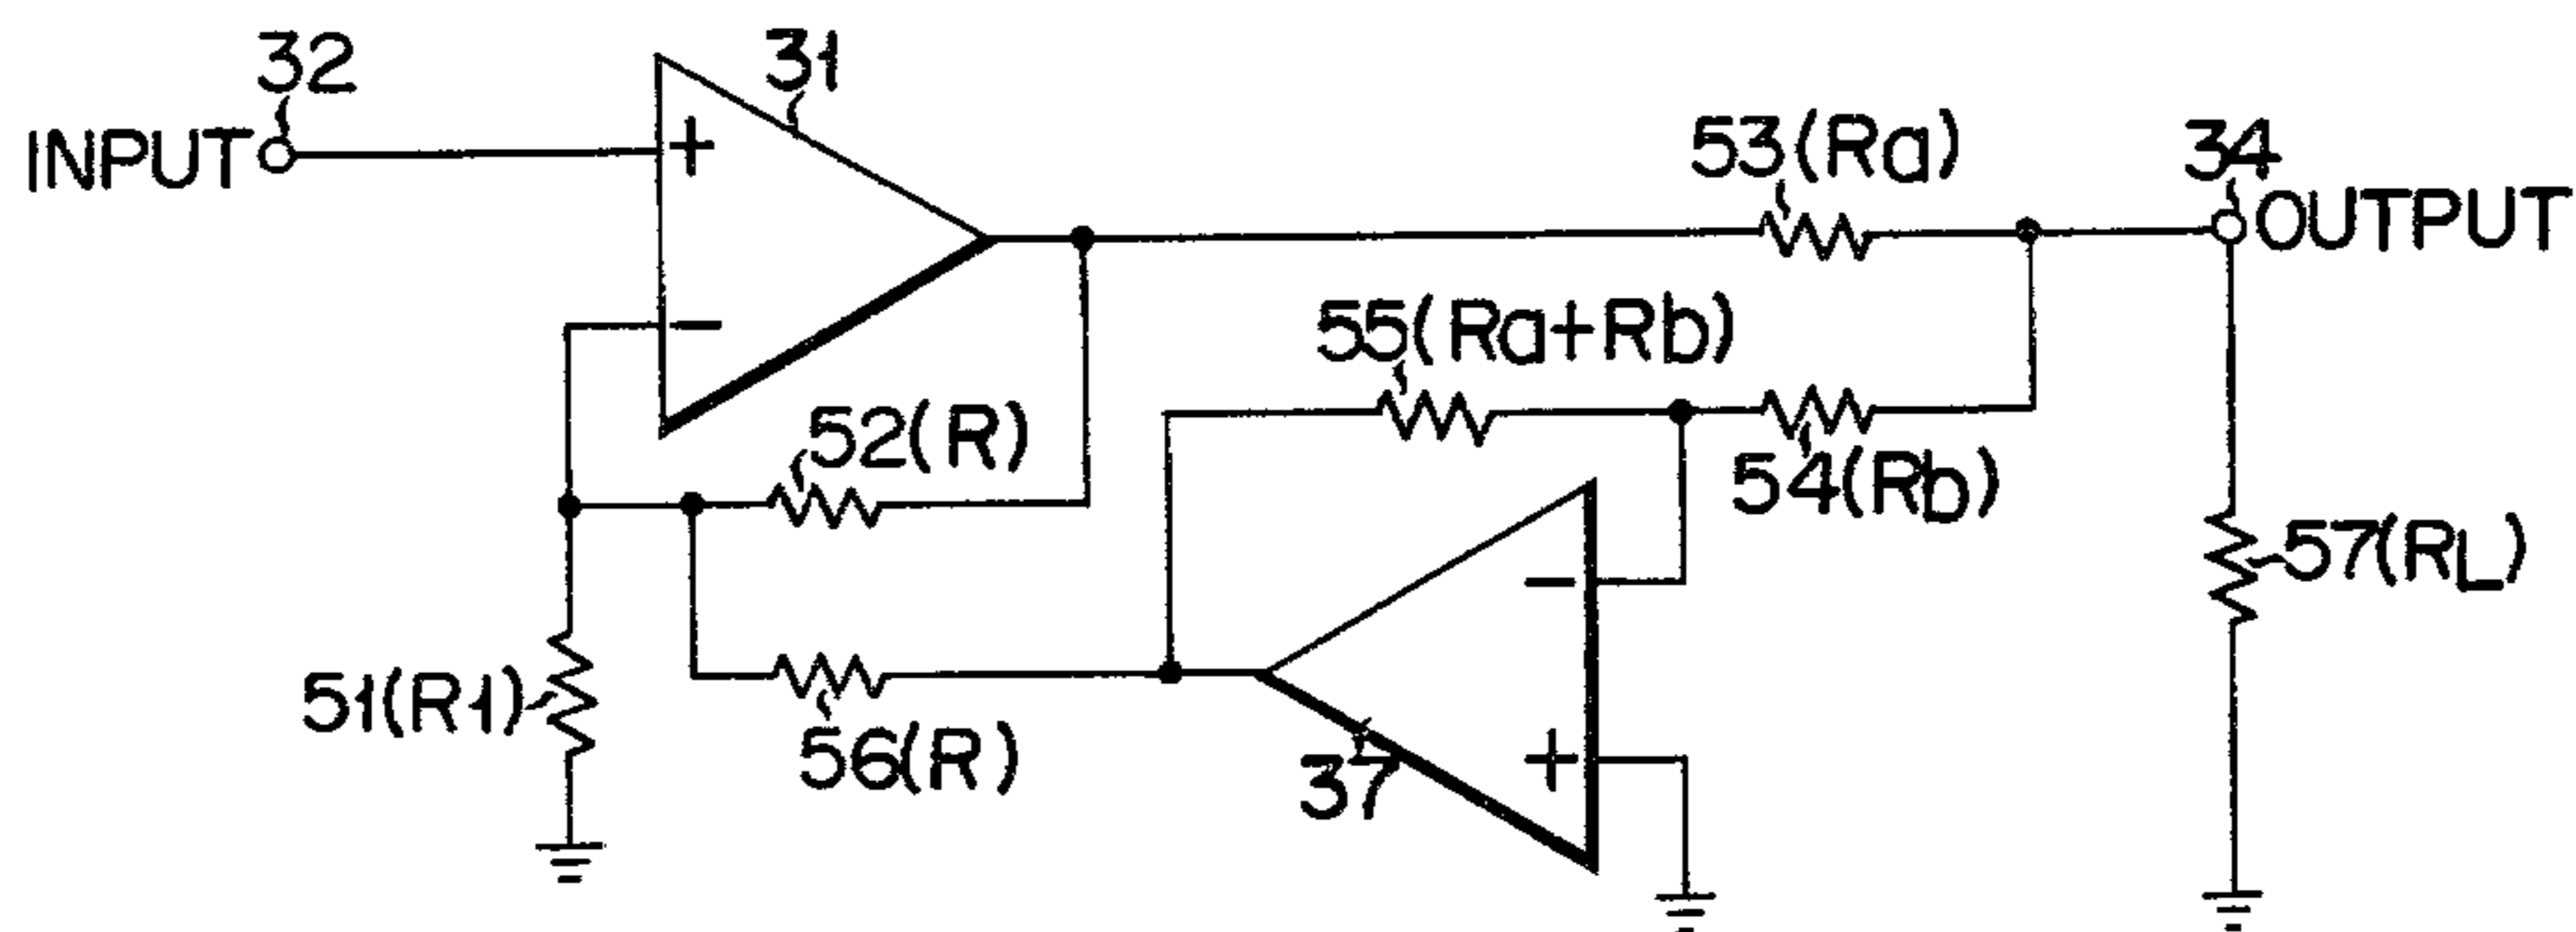 32
31
INPUT
+
53(Ra)
34
OUTPUT
55(Ra+Rb)
−
52(R)
54(Rb)
57(RL)
−
51(R1)
56(R)
37
+